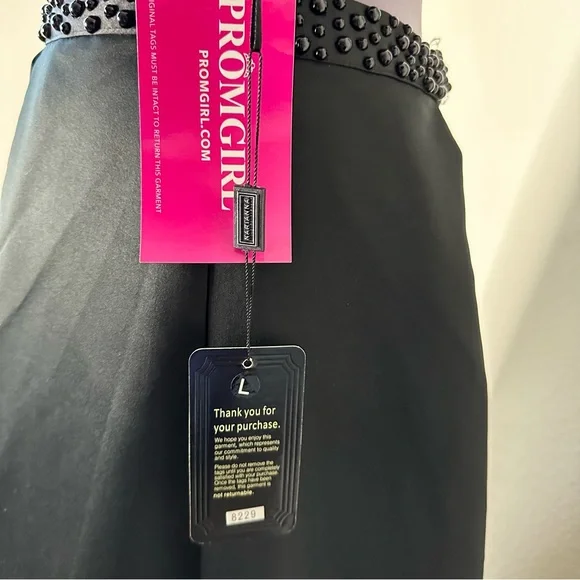 PROMGIRL
PROMGIRL.COM
ORIGINAL TAGS MUST BE INTACT TO RETURN THIS GARMENT
L
Thank you for
your purchase.
We hope you enjoy this
garment, which represents
our commitment to quality
and style.
Please do not remove the
tags until you are completely
satisfied with your purchase.
Once the tags have been
removed, this garment is
not returnable.
8229